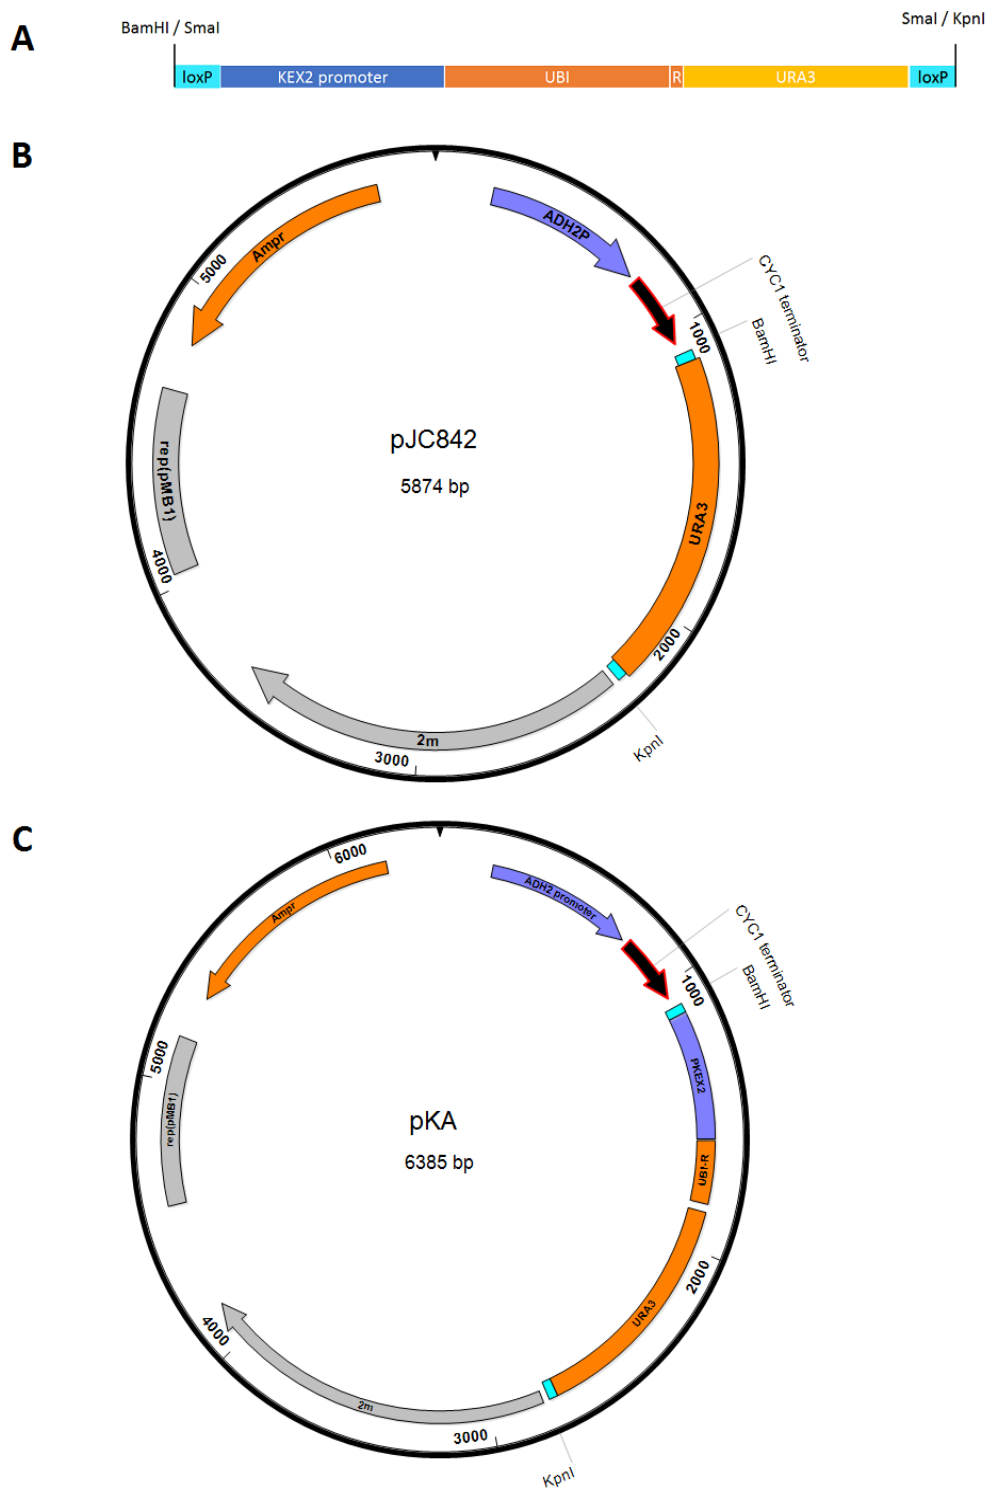 A
BamHI / SmaI
SmaI / KpnI
loxP
KEX2 promoter
UBI
R
URA3
loxP
B
Ampr
ADH2P
5000
CYC1 terminator
1000
BamHI
rep(pMB1)
pJC842
5874 bp
URA3
4000
2000
2m
3000
KpnI
C
6000
Ampr
ADH2 promoter
CYC1 terminator
1000
BamHI
5000
PKEX2
rep(pMB1)
pKA
6385 bp
UBI-R
2000
URA3
4000
2m
3000
KpnI